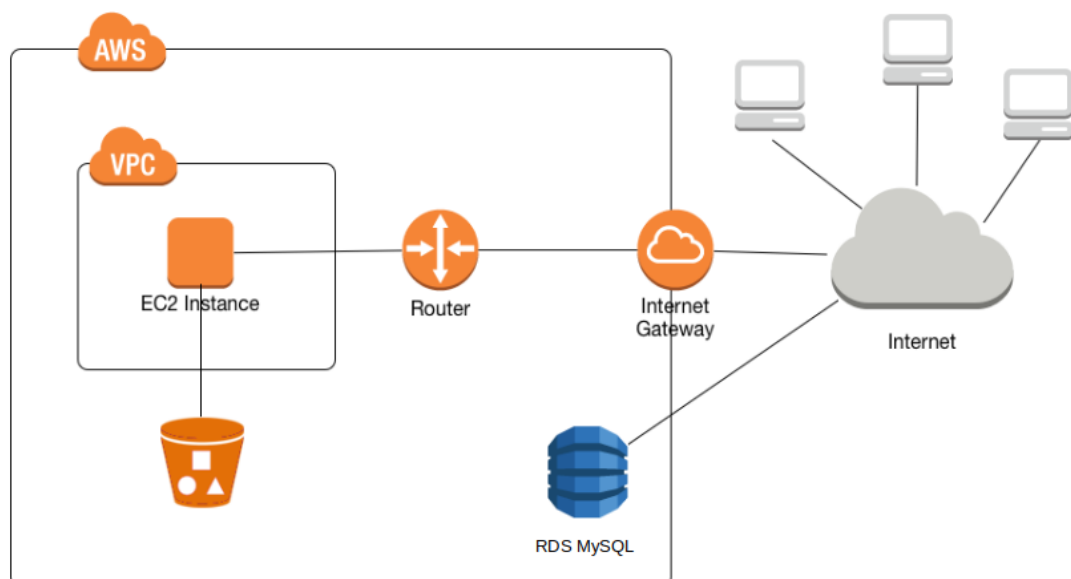 AWS
VPC
EC2 Instance
Router
Internet
Gateway
Internet
RDS MySQL